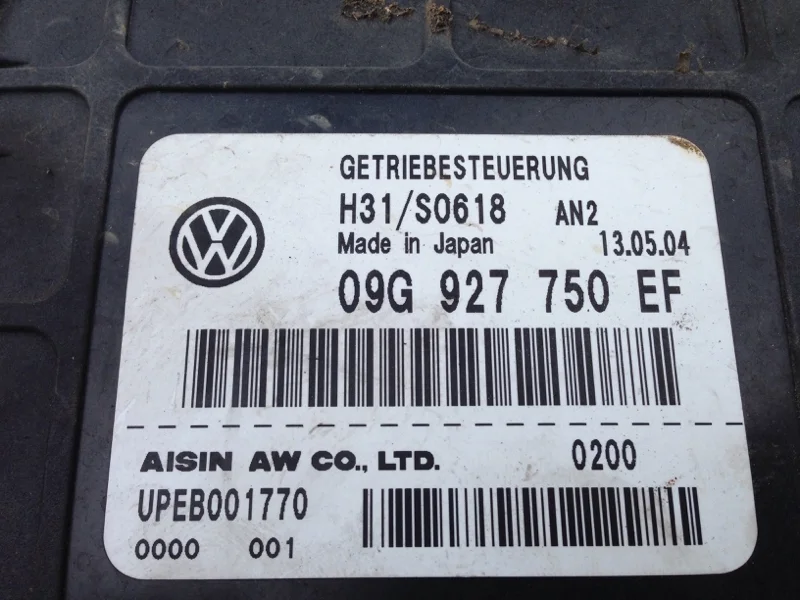 GETRIEBESTEUERUNG
H31/S0618 AN2
Made in Japan 13.05.04
09G 927 750 EF
AISIN AW CO., LTD. 0200
UPEB001770
0000 001